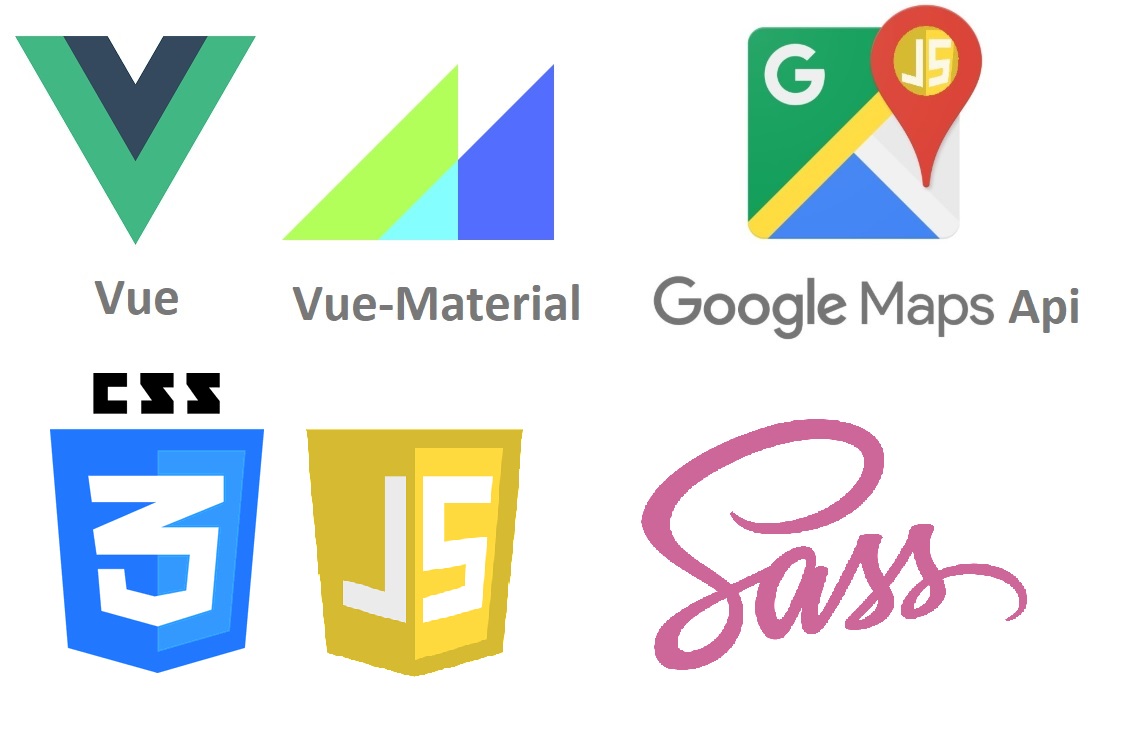 G JS
Vue
Vue-Material
Google Maps Api
CSS
3
JS
Sass